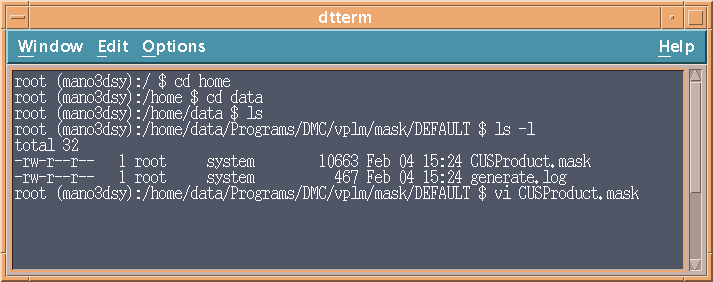 dtterm
Window Edit Options Help
root (mano3dsy):/ $ cd home
root (mano3dsy):/home $ cd data
root (mano3dsy):/home/data $ ls
root (mano3dsy):/home/data/Programs/DMC/vplm/mask/DEFAULT $ ls -l
total 32
-rw-r--r-- 1 root system 10663 Feb 04 15:24 CUSProduct.mask
-rw-r--r-- 1 root system 467 Feb 04 15:24 generate.log
root (mano3dsy):/home/data/Programs/DMC/vplm/mask/DEFAULT $ vi CUSProduct.mask